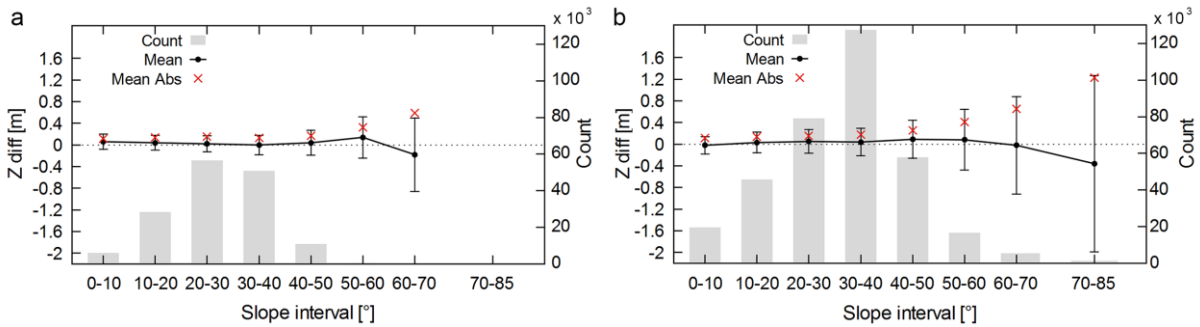 a
x 10³
Count
Mean
Mean Abs
1.6
1.2
0.8
0.4
0
-0.4
-0.8
-1.2
-1.6
-2
Z diff [m]
120
100
80
60
40
20
0
Count
0-10 10-20 20-30 30-40 40-50 50-60 60-70 70-85
Slope interval [°]
b
x 10³
Count
Mean
Mean Abs
1.6
1.2
0.8
0.4
0
-0.4
-0.8
-1.2
-1.6
-2
Z diff [m]
120
100
80
60
40
20
0
Count
0-10 10-20 20-30 30-40 40-50 50-60 60-70 70-85
Slope interval [°]